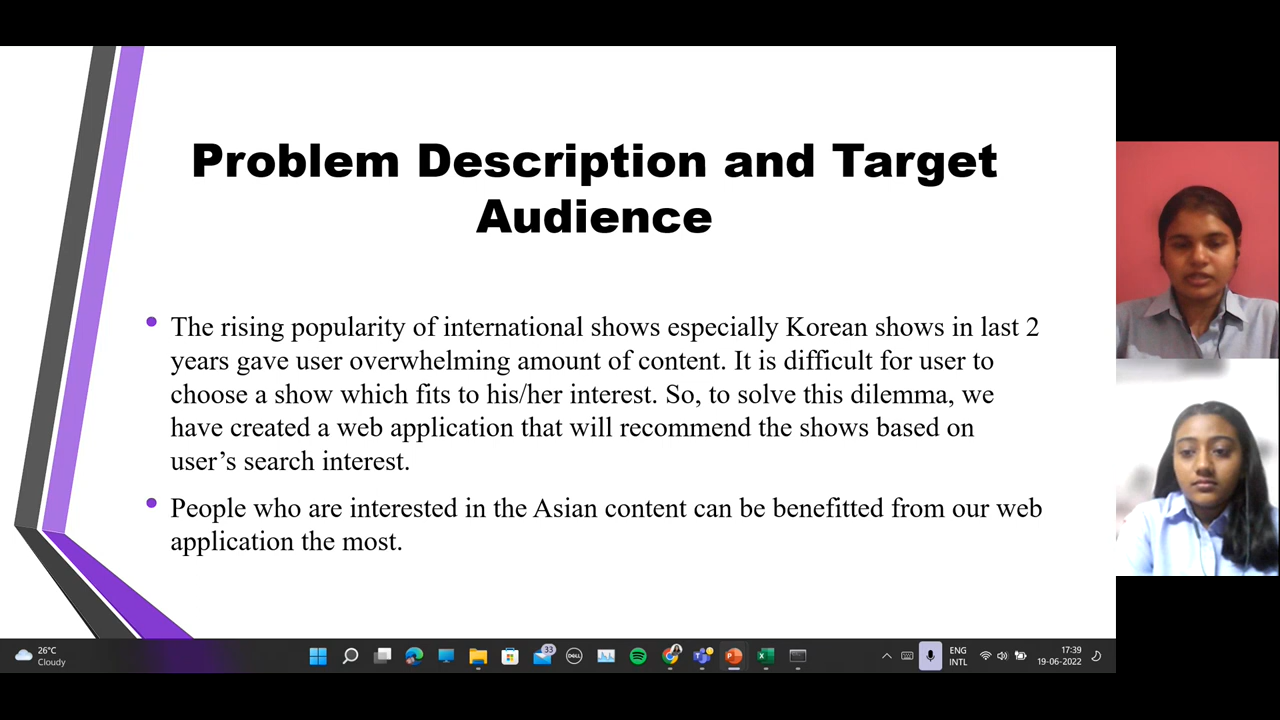 Problem Description and Target
Audience
• The rising popularity of international shows especially Korean shows in last 2
years gave user overwhelming amount of content. It is difficult for user to
choose a show which fits to his/her interest. So, to solve this dilemma, we
have created a web application that will recommend the shows based on
user’s search interest.
• People who are interested in the Asian content can be benefitted from our web
application the most.
26°C
Cloudy
33
DELL
ENG
INTL
17:39
19-06-2022